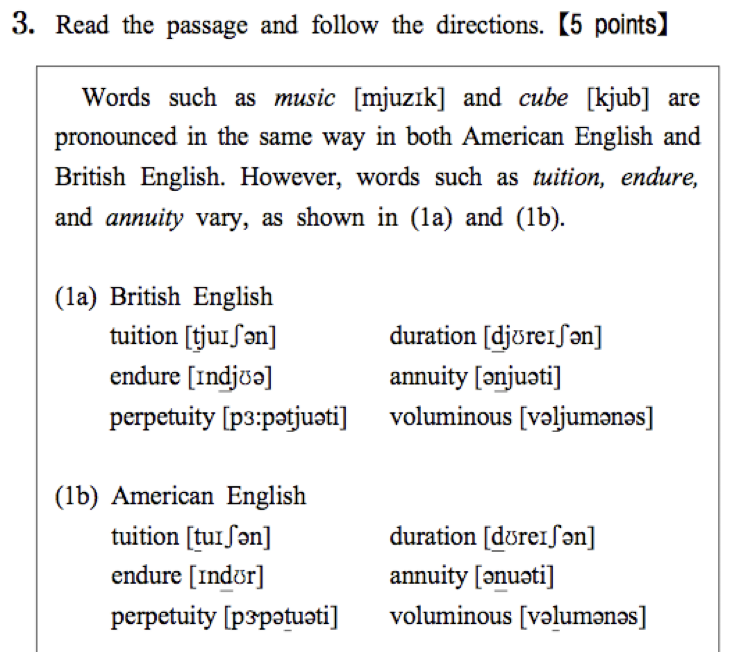 3. Read the passage and follow the directions.【5 points】
Words such as music [mjuzɪk] and cube [kjub] are
pronounced in the same way in both American English and
British English. However, words such as tuition, endure,
and annuity vary, as shown in (1a) and (1b).
(1a) British English
tuition [tjuɪʃən] duration [djʊreɪʃən]
endure [ɪndjʊə] annuity [ənjuəti]
perpetuity [pɜ:pətjuəti] voluminous [vəljumənəs]
(1b) American English
tuition [tuɪʃən] duration [dʊreɪʃən]
endure [ɪndʊr] annuity [ənuəti]
perpetuity [pɝpətuəti] voluminous [vəlumənəs]